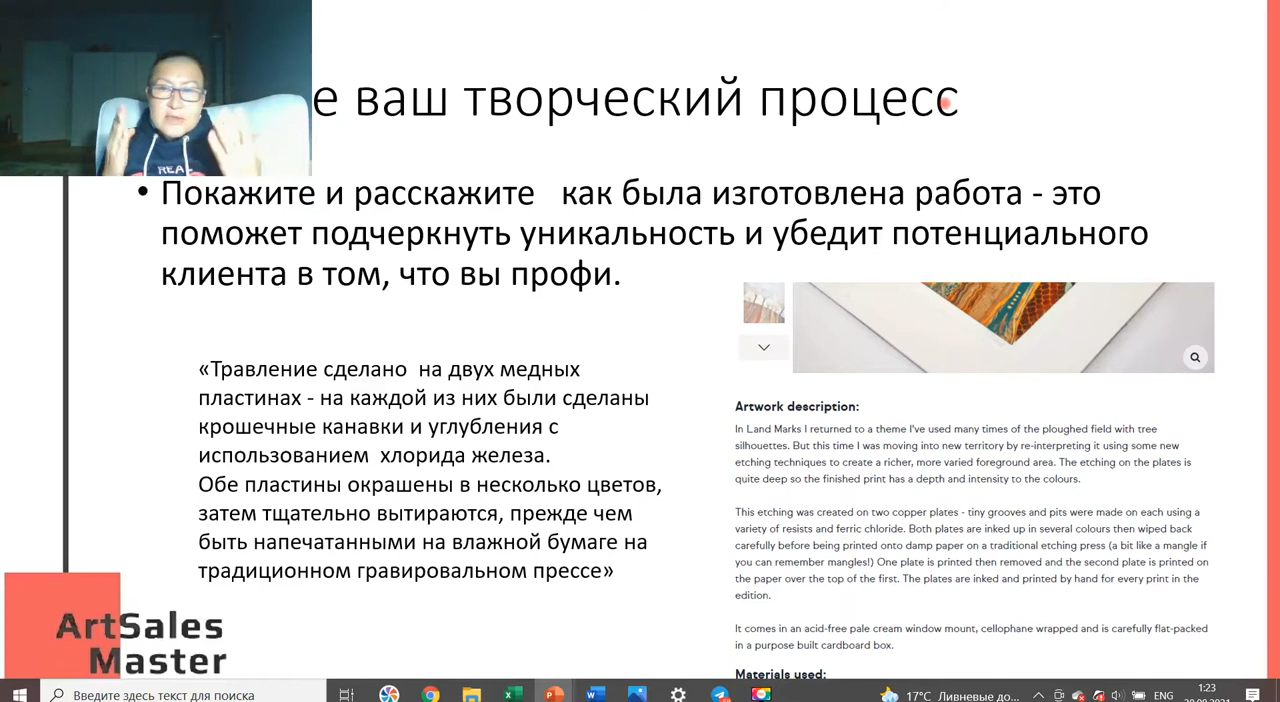 е ваш творческий процесс
• Покажите и расскажите как была изготовлена работа - это
поможет подчеркнуть уникальность и убедит потенциального
клиента в том, что вы профи.
«Травление сделано на двух медных
пластинах - на каждой из них были сделаны
крошечные канавки и углубления с
использованием хлорида железа.
Обе пластины окрашены в несколько цветов,
затем тщательно вытираются, прежде чем
быть напечатанными на влажной бумаге на
традиционном гравировальном прессе»
Artwork description:
In Land Marks I returned to a theme I've used many times of the ploughed field with tree
silhouettes. But this time I was moving into new territory by re-interpreting it using some new
etching techniques to create a richer, more varied foreground area. The etching on the plates is
quite deep so the finished print has a depth and intensity to the colours.
This etching was created on two copper plates - tiny grooves and pits were made on each using a
variety of resists and ferric chloride. Both plates are inked up in several colours then wiped back
carefully before being printed onto damp paper on a traditional etching press (a bit like a mangle if
you can remember mangles!) One plate is printed then removed and the second plate is printed on
the paper over the top of the first. The plates are inked and printed by hand for every print in the
edition.
It comes in an acid-free pale cream window mount, cellophane wrapped and is carefully flat-packed
in a purpose built cardboard box.
Materials used:
ArtSales
Master
REA
Введите здесь текст для поиска
17°C Ливневые до...
ENG
1:23